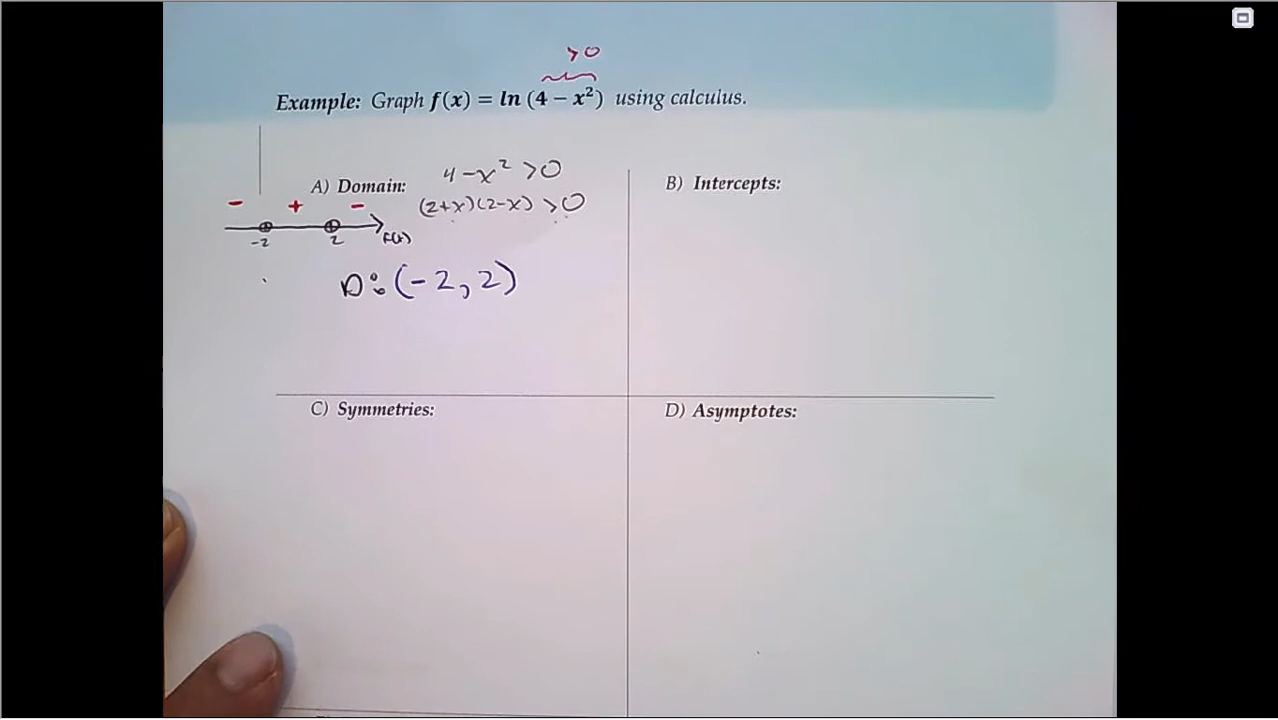 > 0
Example: Graph f(x) = ln (4 − x²) using calculus.
A) Domain:
4 - x² > 0
(2+x)(2-x) > 0
- + -
-2 2 f(x)
D: (-2, 2)
B) Intercepts:
C) Symmetries:
D) Asymptotes: